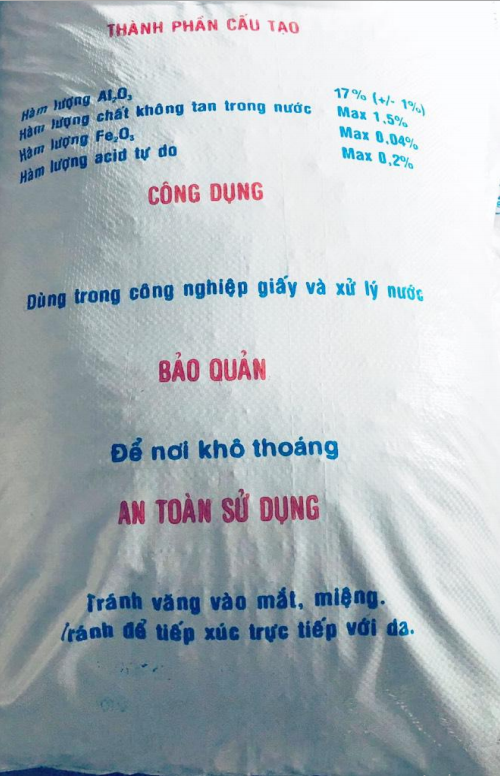 THÀNH PHẦN CẤU TẠO
Hàm lượng Al₂O₃ 17% (+/- 1%)
Hàm lượng chất không tan trong nước Max 1,5%
Hàm lượng Fe₂O₃ Max 0,04%
Hàm lượng acid tự do Max 0,2%
CÔNG DỤNG
Dùng trong công nghiệp giấy và xử lý nước
BẢO QUẢN
Để nơi khô thoáng
AN TOÀN SỬ DỤNG
Tránh văng vào mắt, miệng.
Tránh để tiếp xúc trực tiếp với da.